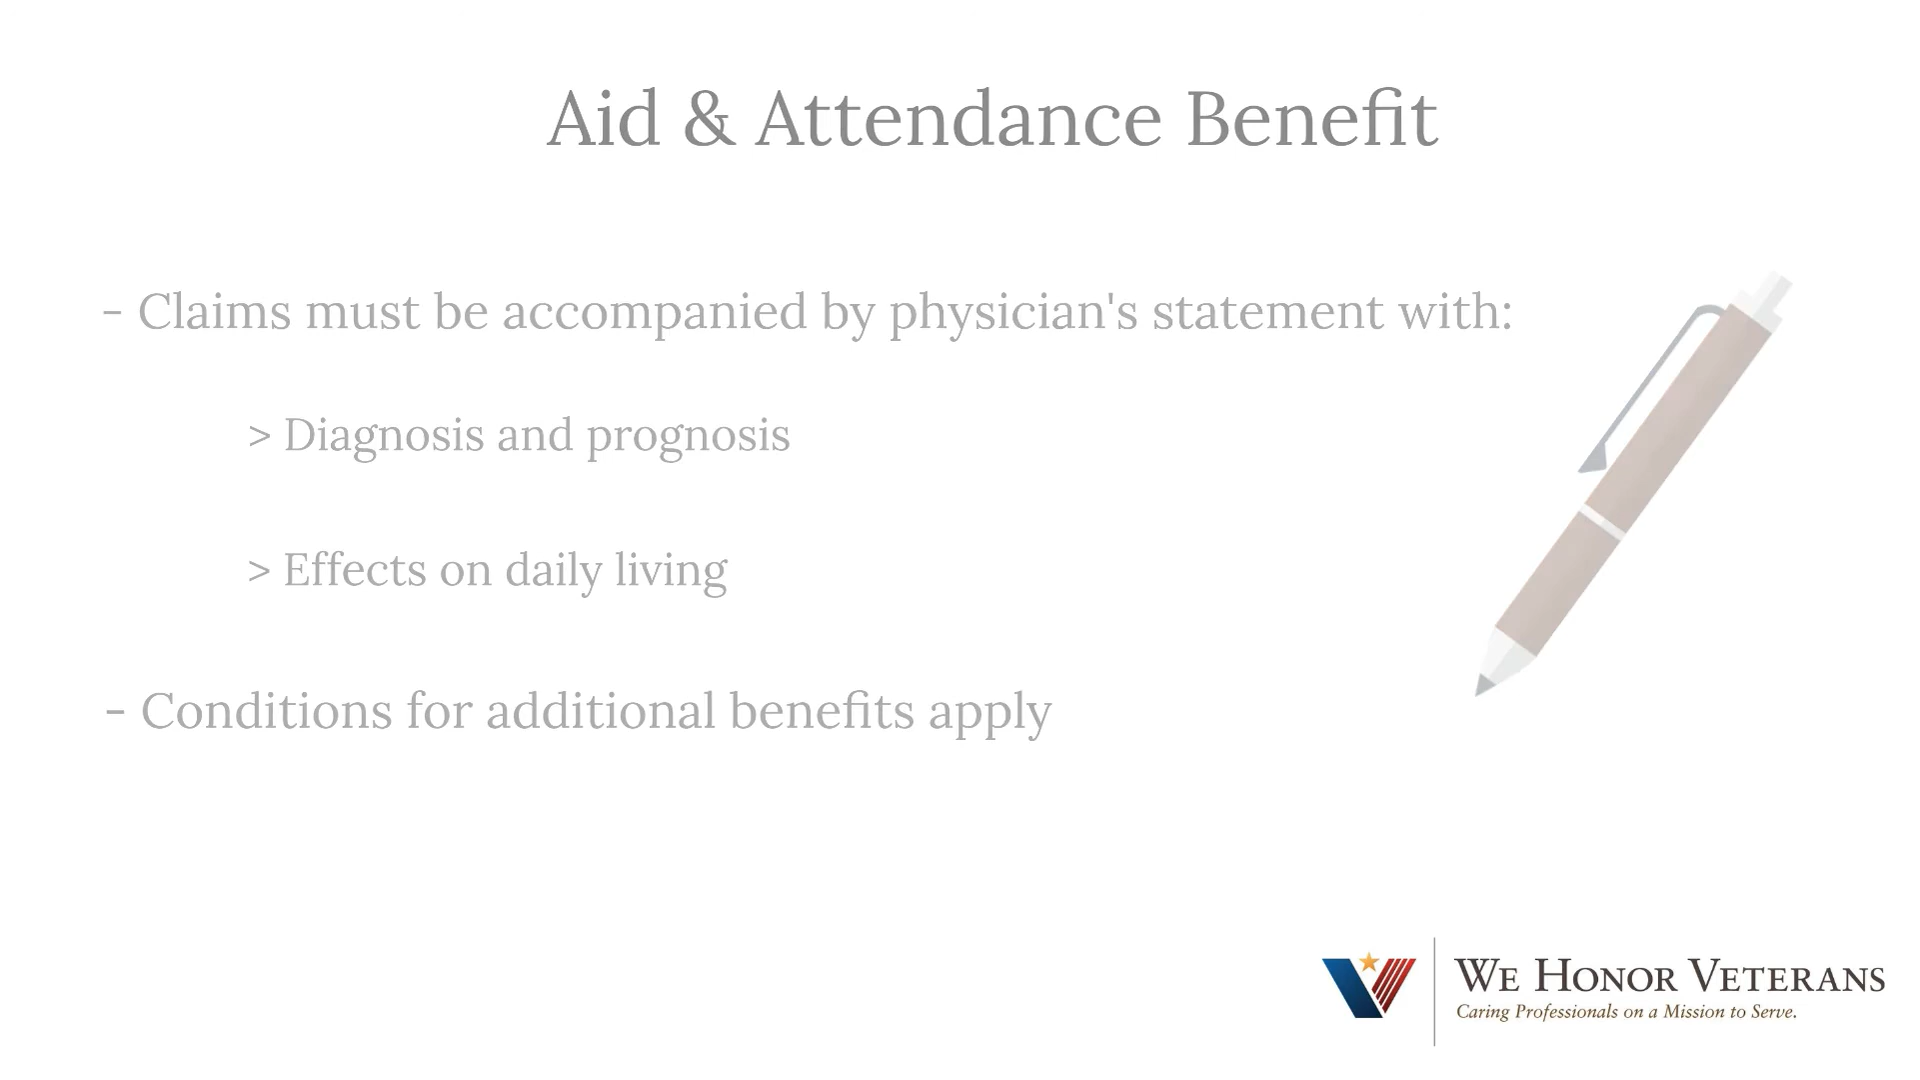 Aid & Attendance Benefit
- Claims must be accompanied by physician's statement with:
> Diagnosis and prognosis
> Effects on daily living
- Conditions for additional benefits apply
WE HONOR VETERANS
Caring Professionals on a Mission to Serve.